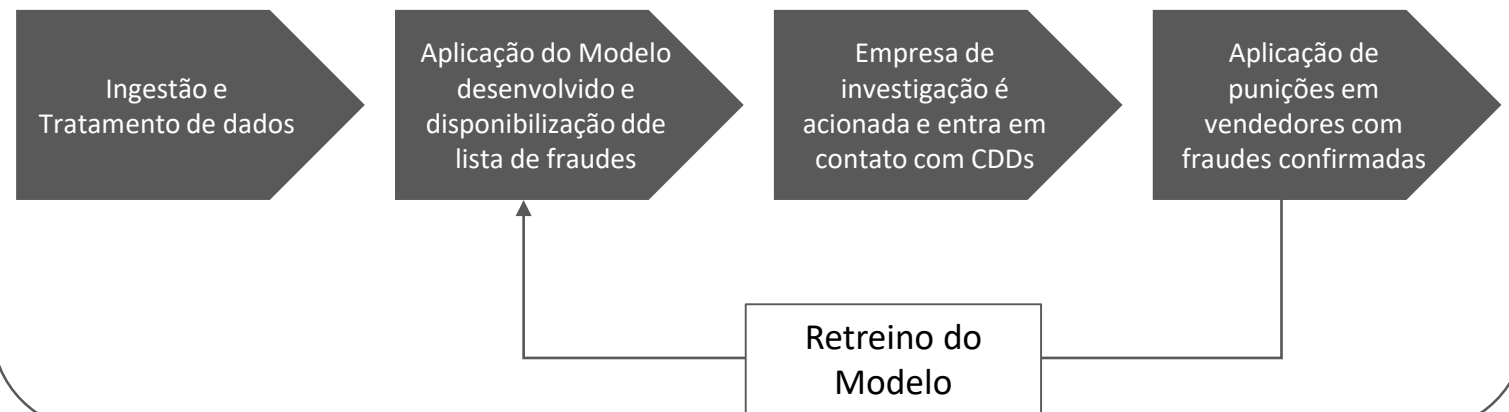 Ingestão e
Tratamento de dados
Aplicação do Modelo
desenvolvido e
disponibilização dde
lista de fraudes
Empresa de
investigação é
acionada e entra em
contato com CDDs
Aplicação de
punições em
vendedores com
fraudes confirmadas
Retreino do
Modelo